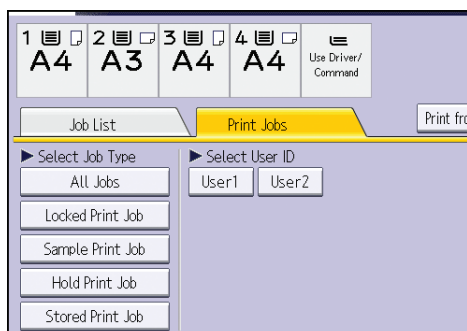 1 2 3 4
A4 A3 A4 A4 Use Driver/
Command
Job List Print Jobs Print fro
▶ Select Job Type ▶ Select User ID
All Jobs User1 User2
Locked Print Job
Sample Print Job
Hold Print Job
Stored Print Job